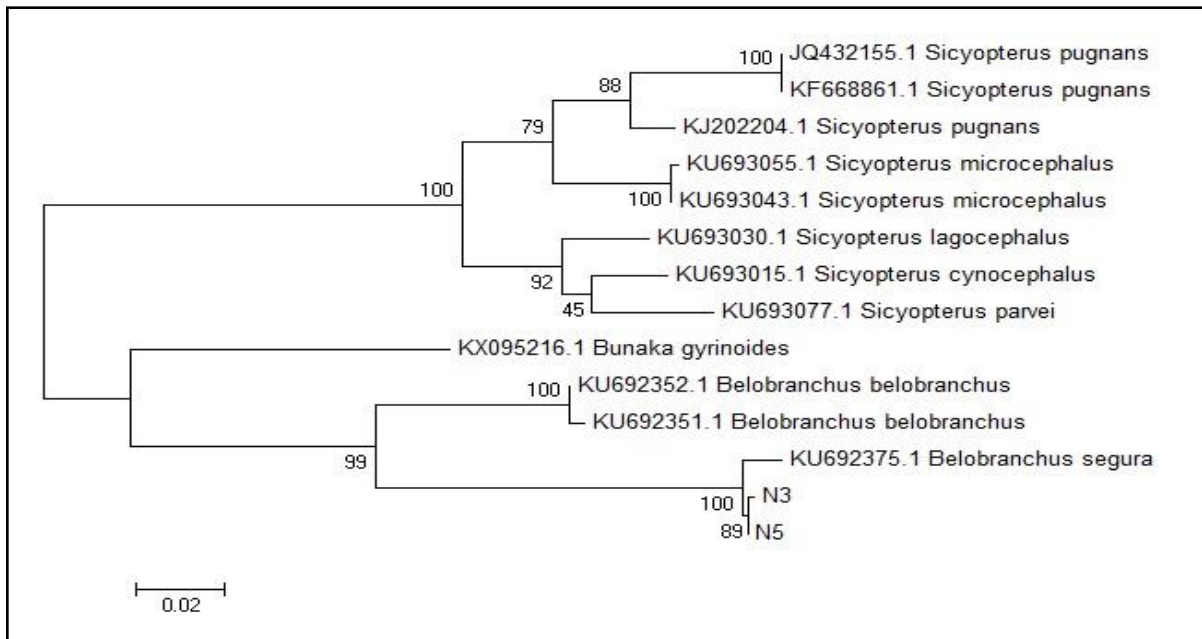 100
JQ432155.1 Sicyopterus pugnans
KF668861.1 Sicyopterus pugnans
88
KJ202204.1 Sicyopterus pugnans
79
KU693055.1 Sicyopterus microcephalus
100
KU693043.1 Sicyopterus microcephalus
100
KU693030.1 Sicyopterus lagocephalus
92
KU693015.1 Sicyopterus cynocephalus
45
KU693077.1 Sicyopterus parvei
KX095216.1 Bunaka gyrinoides
100
KU692352.1 Belobranchus belobranchus
KU692351.1 Belobranchus belobranchus
99
KU692375.1 Belobranchus segura
100
N3
89
N5
0.02